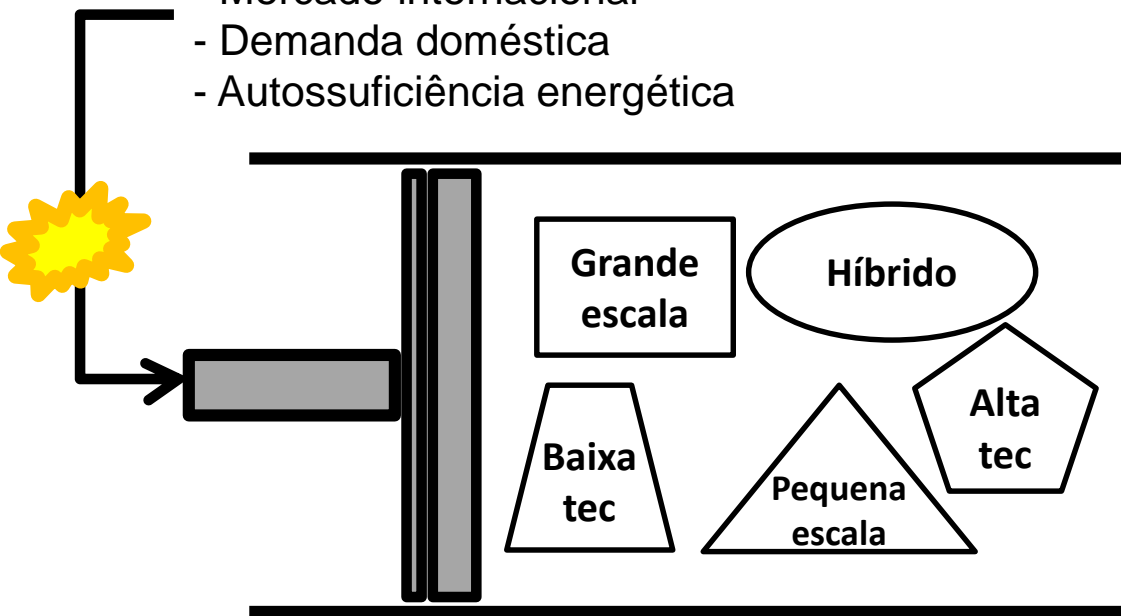 - Demanda doméstica
- Autossuficiência energética
Grande
escala
Híbrido
Alta
tec
Baixa
tec
Pequena
escala